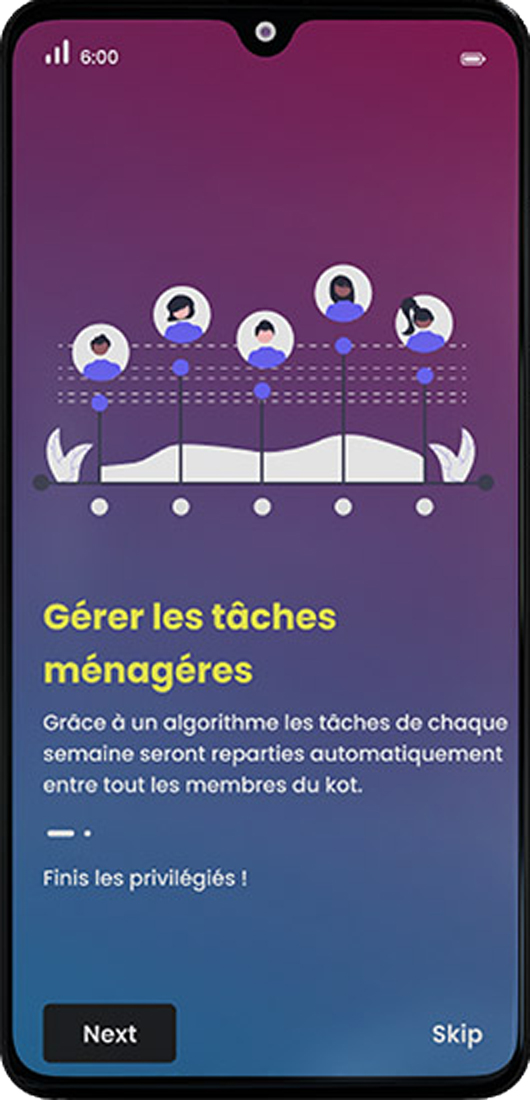 6:00
Gérer les tâches
ménagéres
Grâce à un algorithme les tâches de chaque
semaine seront reparties automatiquement
entre tout les membres du kot.
Finis les privilégiés !
Next
Skip